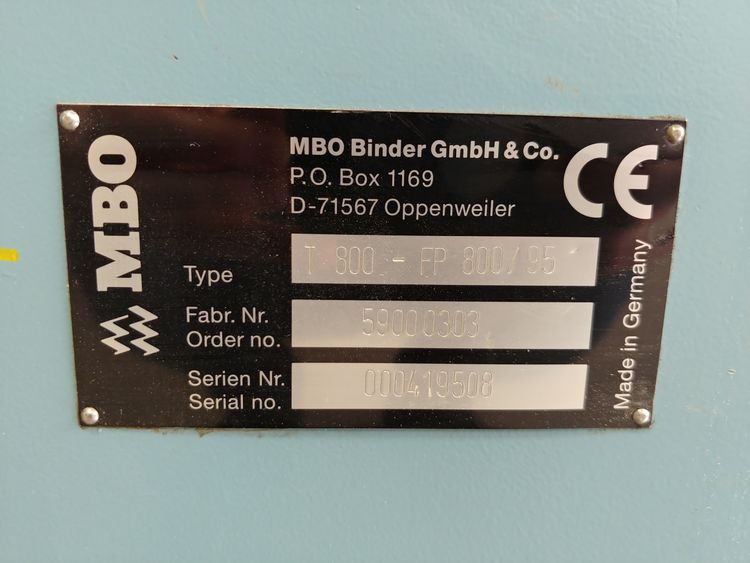 MBO
MBO Binder GmbH & Co.
P.O. Box 1169
D-71567 Oppenweiler
CE
Type T 800 - FP 800/95
Fabr. Nr.
Order no. 59000303
Serien Nr.
Serial no. 000419508
Made in Germany